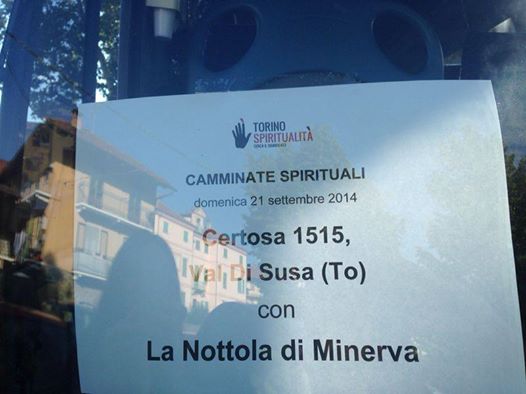 TORINO
SPIRITUALITÀ
CAMMINATE SPIRITUALI
domenica 21 settembre 2014
Certosa 1515,
Val Di Susa (To)
con
La Nottola di Minerva